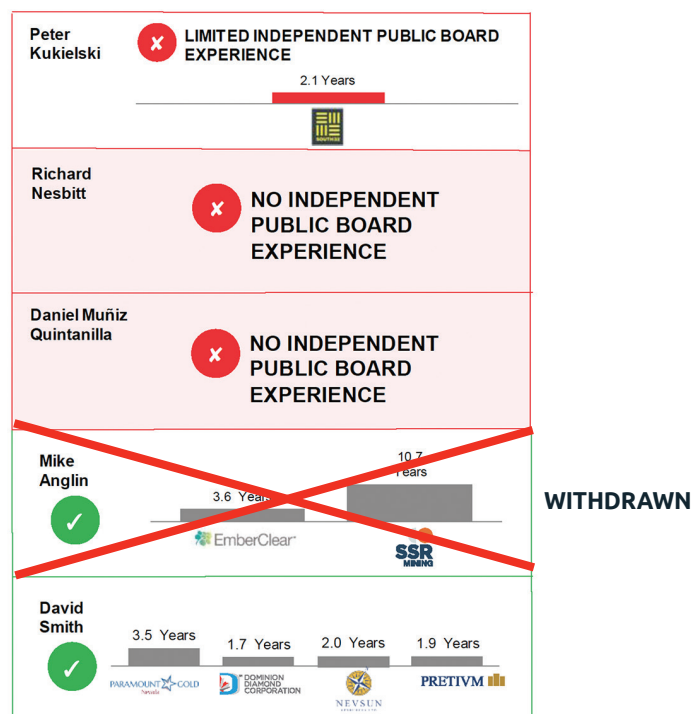 Peter
Kukielski
LIMITED INDEPENDENT PUBLIC BOARD
EXPERIENCE
2.1 Years
Richard
Nesbitt
NO INDEPENDENT
PUBLIC BOARD
EXPERIENCE
Daniel Muñiz
Quintanilla
NO INDEPENDENT
PUBLIC BOARD
EXPERIENCE
Mike
Anglin
3.6 Years
10.7
Years
EmberClear
SSR
MINING
WITHDRAWN
David
Smith
3.5 Years
1.7 Years
2.0 Years
1.9 Years
PARAMOUNT GOLD
Nevada
DOMINION
DIAMOND
CORPORATION
NEVSUN
PRETIVM